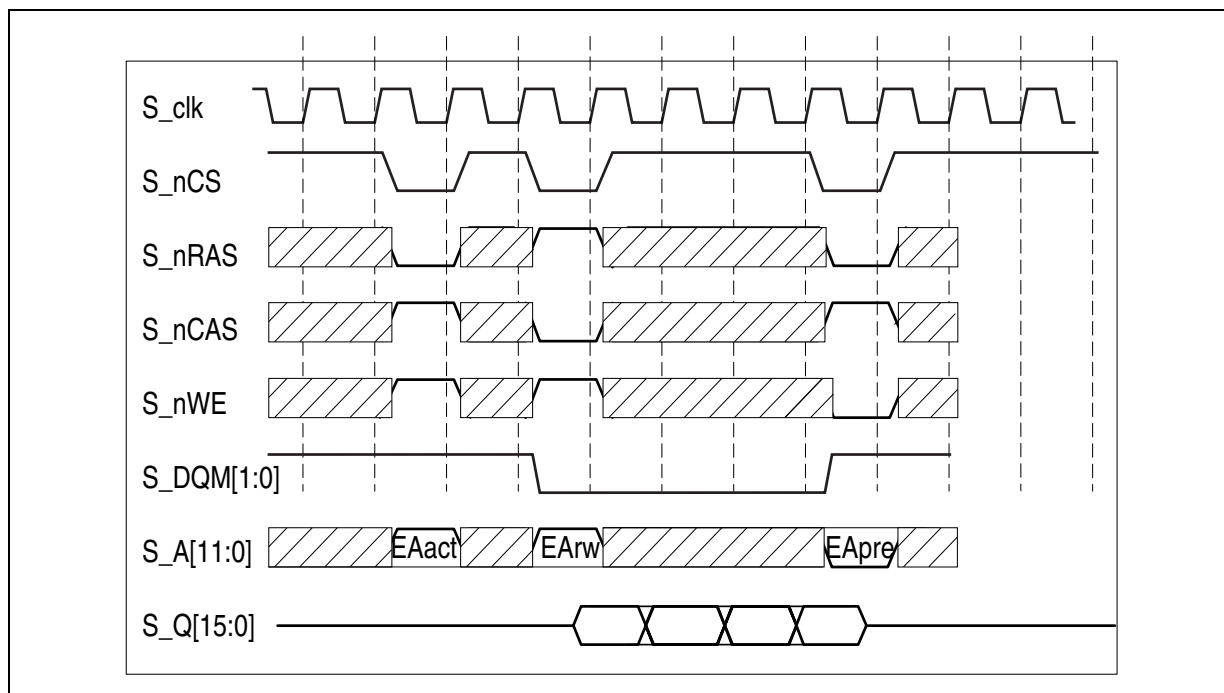 S_clk
S_nCS
S_nRAS
S_nCAS
S_nWE
S_DQM[1:0]
S_A[11:0] EAact EArw EApre
S_Q[15:0]